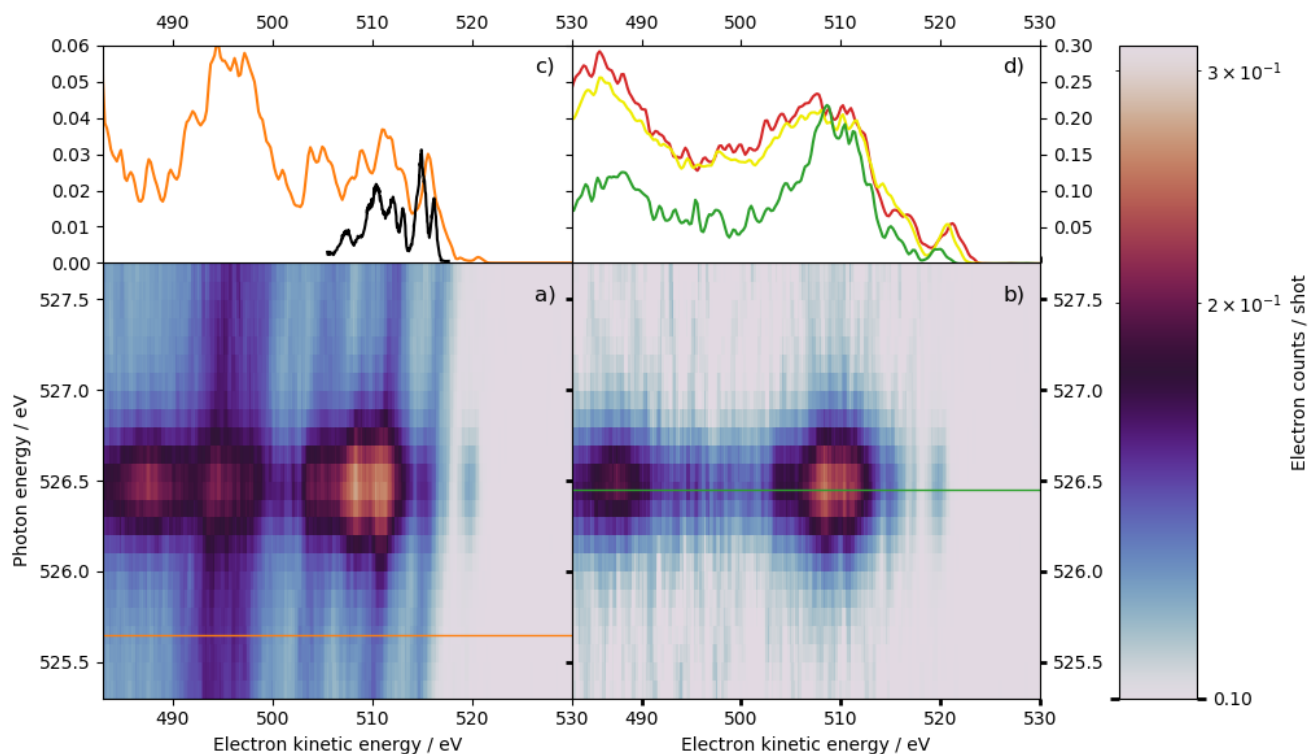 490 500 510 520 530 490 500 510 520 530
0.06 0.05 0.04 0.03 0.02 0.01 0.00
c)
d)
0.30 0.25 0.20 0.15 0.10 0.05
a)
b)
527.5 527.0 526.5 526.0 525.5
Photon energy / eV
527.5 527.0 526.5 526.0 525.5
490 500 510 520 530 490 500 510 520 530
Electron kinetic energy / eV
Electron kinetic energy / eV
3 × 10⁻¹
2 × 10⁻¹
0.10
Electron counts / shot